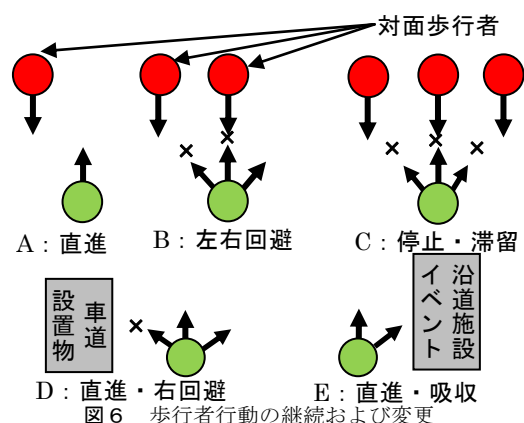 対面歩行者
A：直進
B：左右回避
C：停止・滞留
車道
設置物
沿道施設
イベント
D：直進・右回避
E：直進・吸収
図６ 歩行者行動の継続および変更